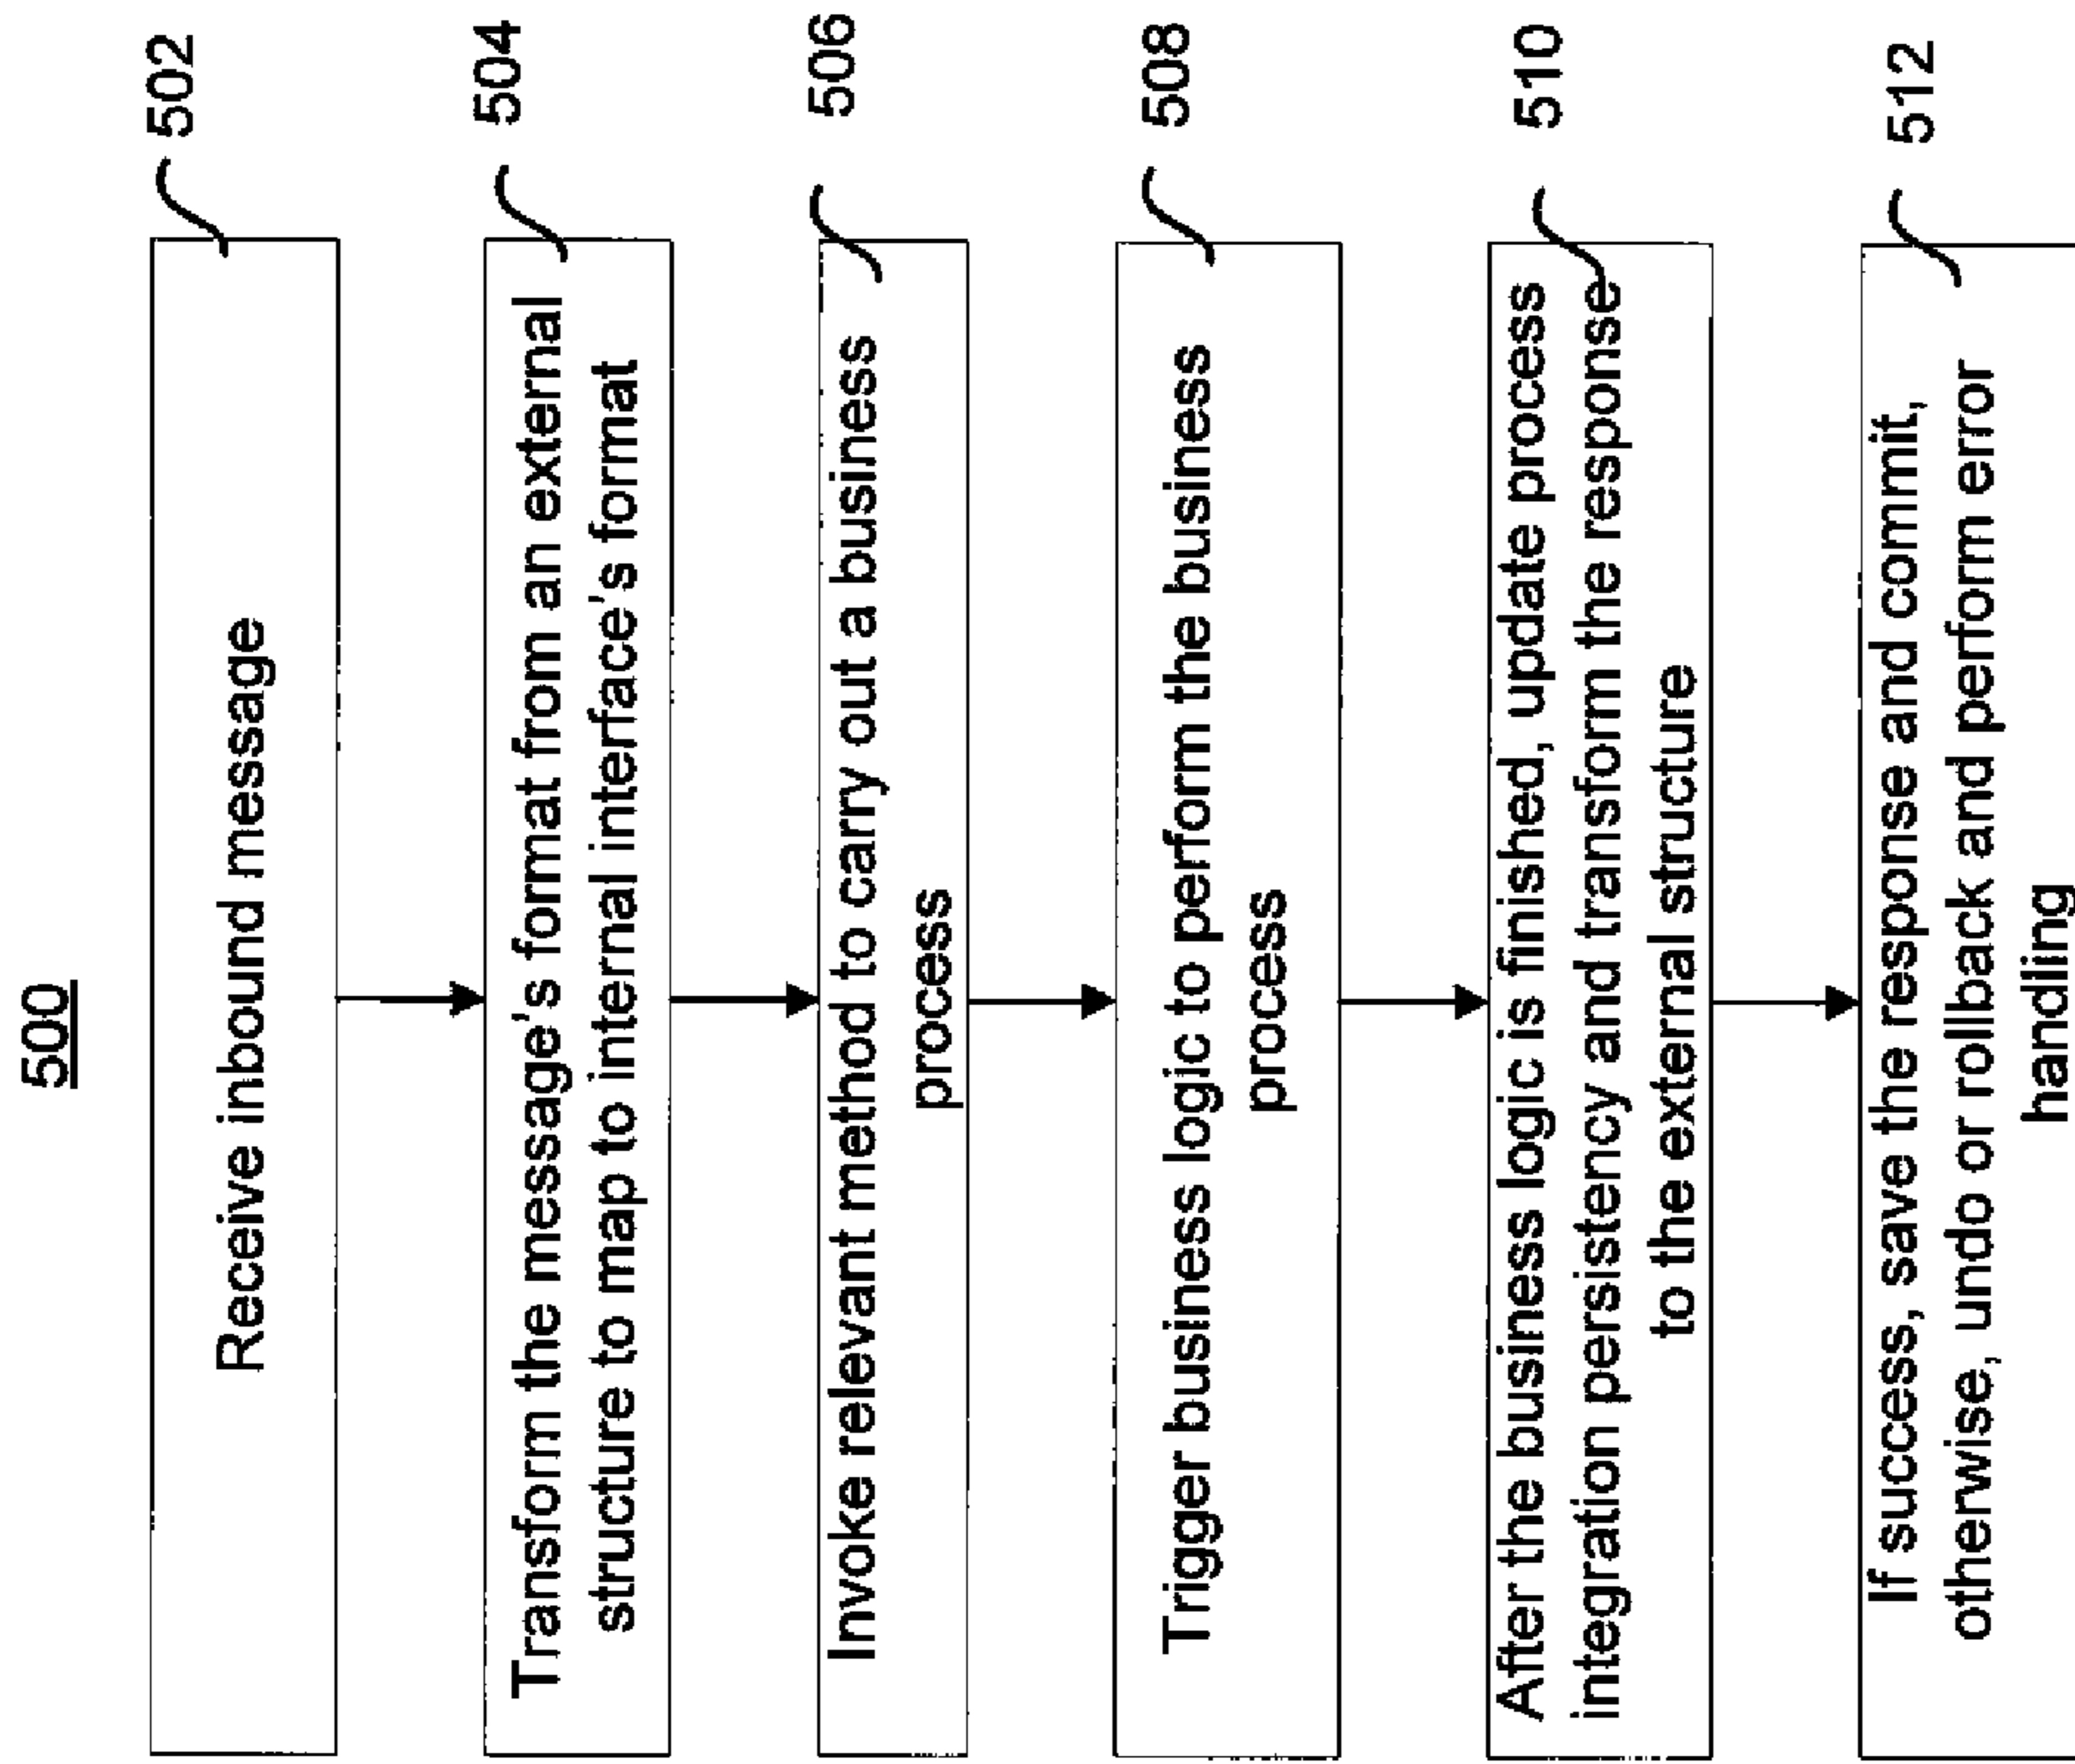 500
502
Receive inbound message
504
Transform the message's format from an external
structure to map to internal interface's format
506
Invoke relevant method to carry out a business
process
508
Trigger business logic to perform the business
process
510
After the business logic is finished, update process
integration persistency and transform the response
to the external structure
512
If success, save the response and commit,
otherwise, undo or rollback and perform error
handling